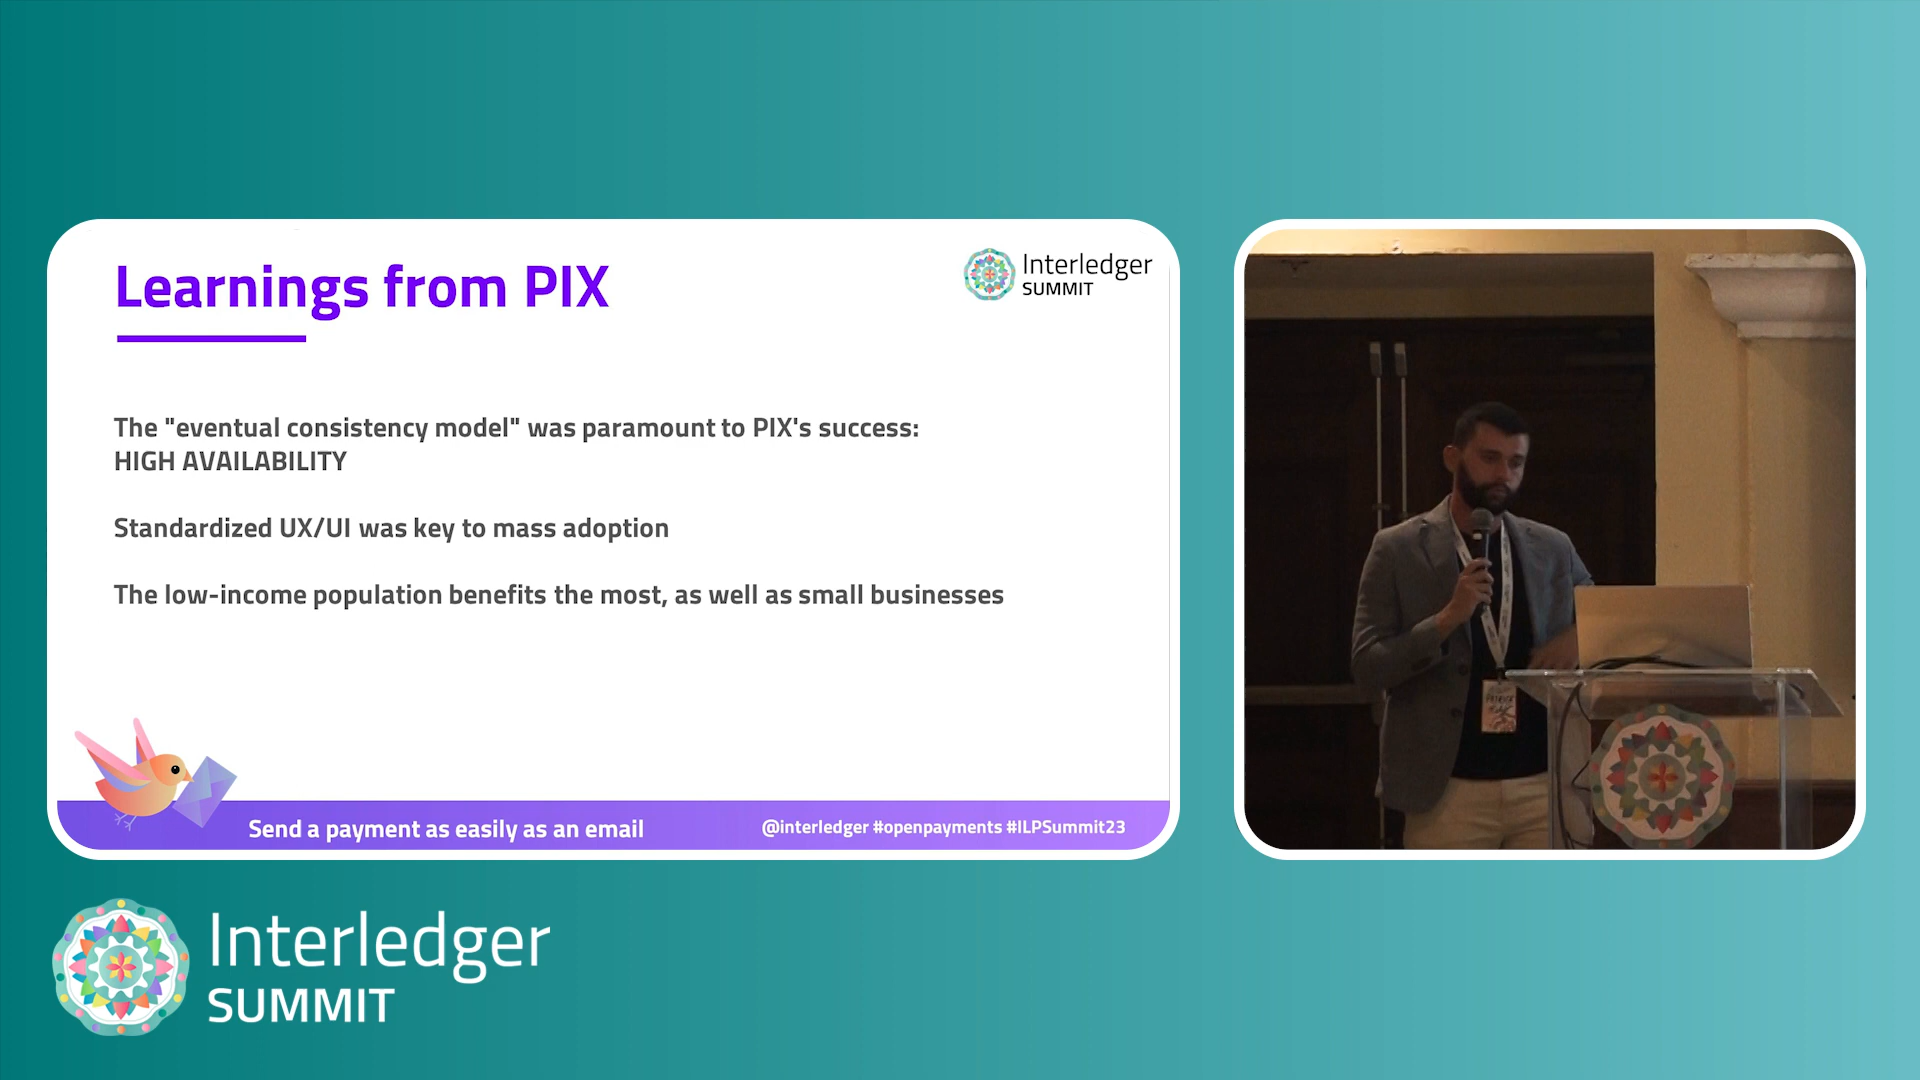 Learnings from PIX
Interledger
SUMMIT
The "eventual consistency model" was paramount to PIX's success:
HIGH AVAILABILITY
Standardized UX/UI was key to mass adoption
The low-income population benefits the most, as well as small businesses
Send a payment as easily as an email
@interledger #openpayments #ILPSummit23
PATRICK
Interledger
SUMMIT